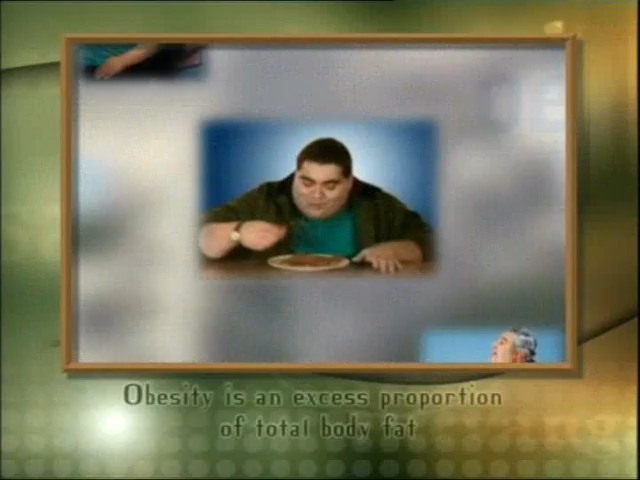 Obesity is an excess proportion
of total body fat